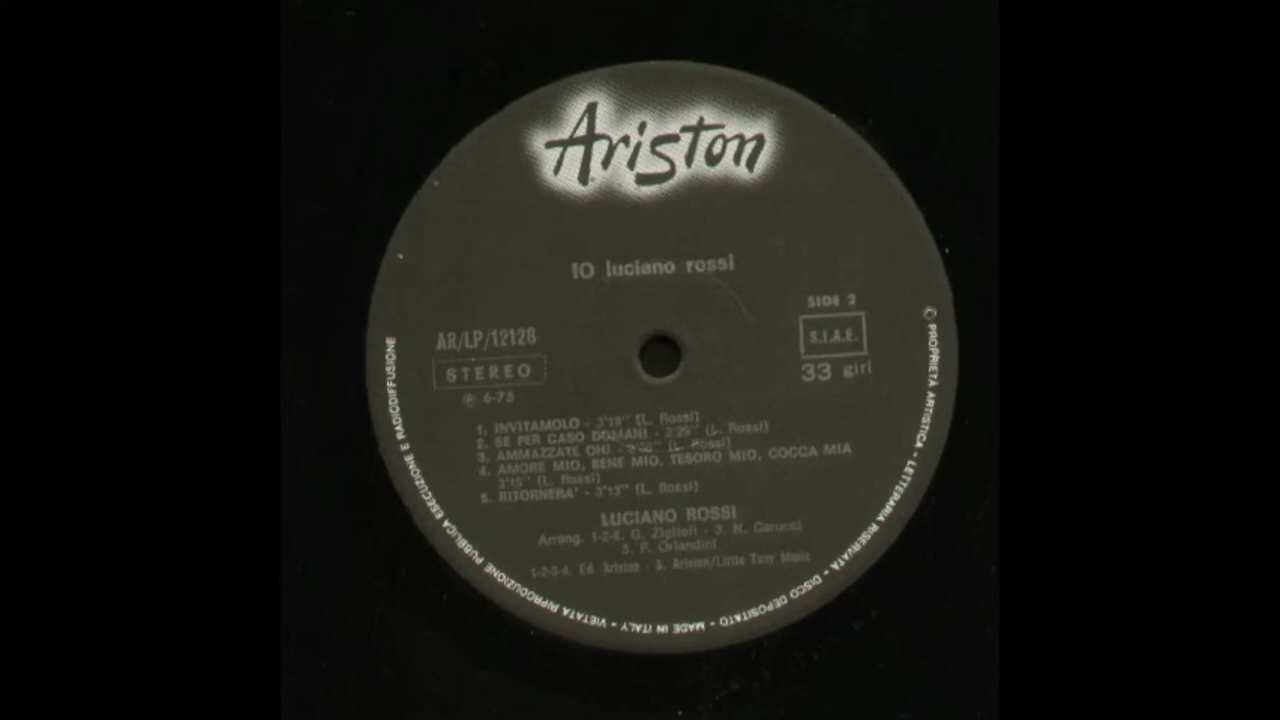 Ariston
IO luciano rossi
SIDE 2
AR/LP/12128
S.I.A.E.
STEREO
33 giri
℗ 6-75
1. INVITAMOLO - 3'18" (L. Rossi)
2. SE PER CASO DOMANI - 2'29" (L. Rossi)
3. AMMAZZATE OH! - (L. Rossi)
4. AMORE MIO, BENE MIO, TESORO MIO, COCCA MIA
3'15" (L. Rossi)
5. RITORNERA' - 3'13" (L. Rossi)
LUCIANO ROSSI
Arrang. 1-2-4. G. Ziglioli - 3. N. Carucci
5. F. Orlandini
1-2-3-4. Ed. Ariston - 5. Ariston/Little Tony Music
© PROPRIETA ARTISTICA - LETTERARIA RISERVATA - DISCO DEPOSITATO - MADE IN ITALY - VIETATA RIPRODUZIONE PUBBLICA ESECUZIONE E RADIODIFFUSIONE